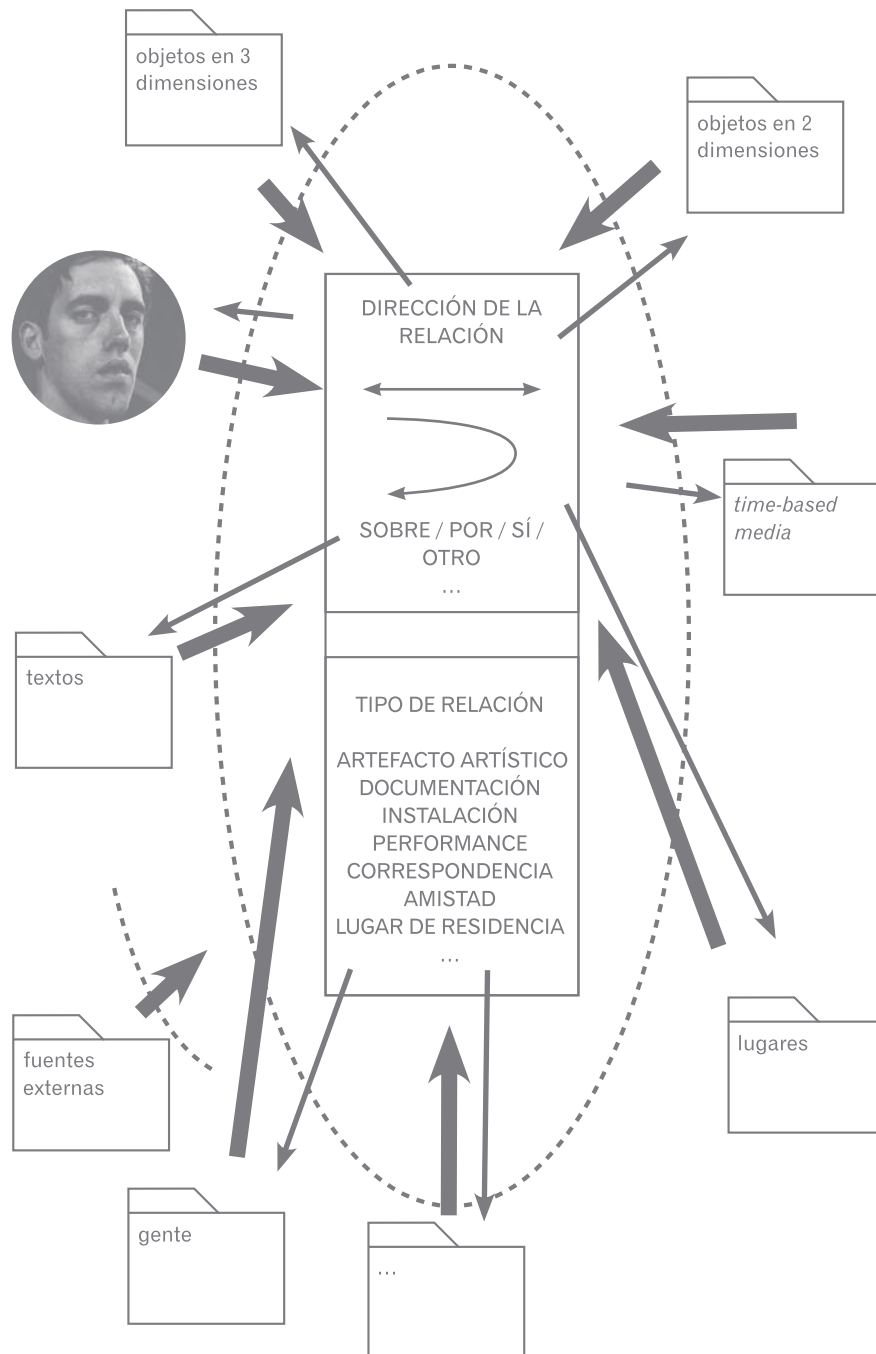 objetos en 3
dimensiones
objetos en 2
dimensiones
DIRECCIÓN DE LA
RELACIÓN
SOBRE / POR / SÍ /
OTRO
...
time-based
media
textos
TIPO DE RELACIÓN
ARTEFACTO ARTÍSTICO
DOCUMENTACIÓN
INSTALACIÓN
PERFORMANCE
CORRESPONDENCIA
AMISTAD
LUGAR DE RESIDENCIA
...
fuentes
externas
lugares
gente
...